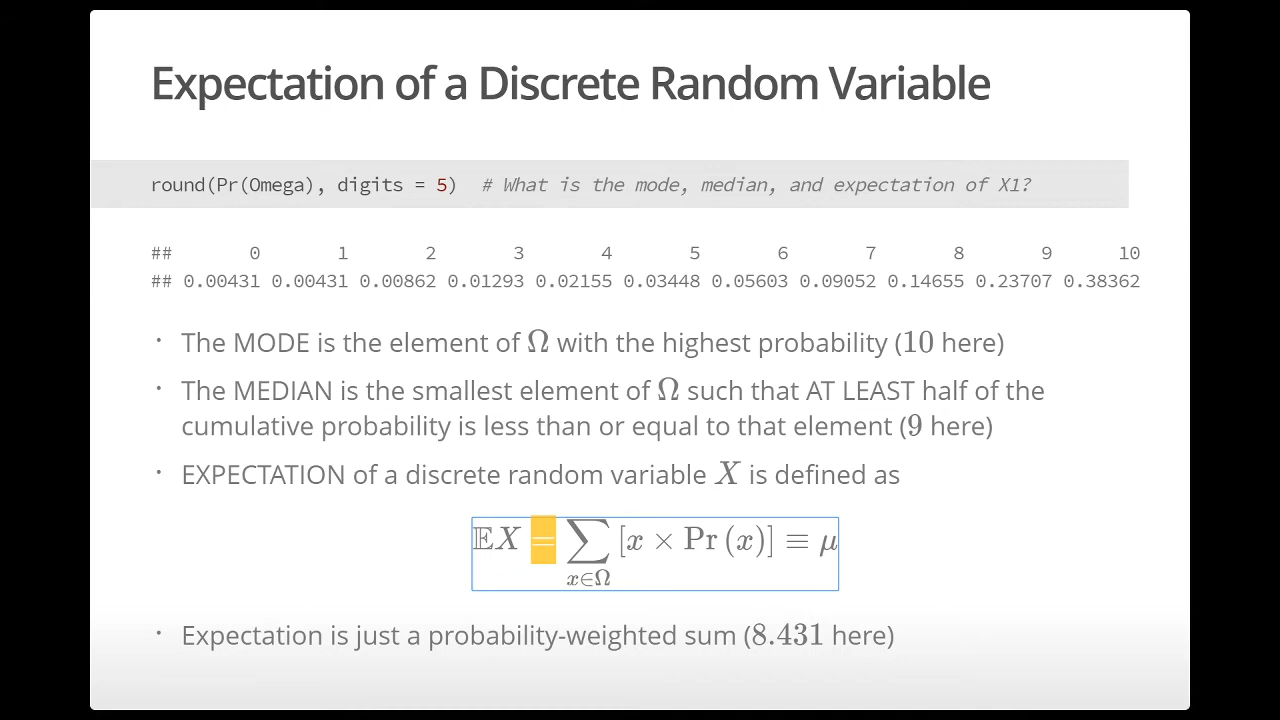 Expectation of a Discrete Random Variable
round(Pr(Omega), digits = 5)  # What is the mode, median, and expectation of X1?
## 0 1 2 3 4 5 6 7 8 9 10
## 0.00431 0.00431 0.00862 0.01293 0.02155 0.03448 0.05603 0.09052 0.14655 0.23707 0.38362
· The MODE is the element of Ω with the highest probability (10 here)
· The MEDIAN is the smallest element of Ω such that AT LEAST half of the
cumulative probability is less than or equal to that element (9 here)
· EXPECTATION of a discrete random variable X is defined as
𝔼X = ∑ [x × Pr (x)] ≡ μ
x∈Ω
· Expectation is just a probability-weighted sum (8.431 here)